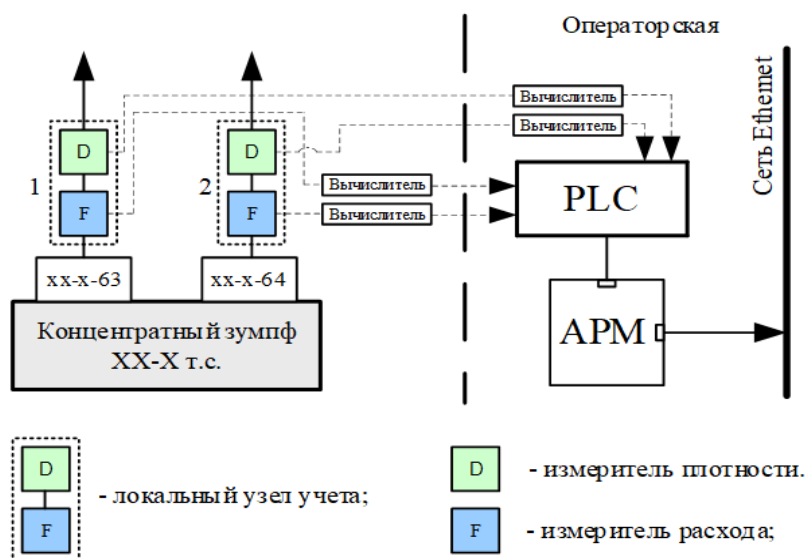 Операторская
Вычислитель
Вычислитель
D
D
1
2
Вычислитель
F
F
Вычислитель
PLC
Сеть Ethernet
xx-x-63
xx-x-64
Концентратный зумпф
XX-X т.с.
АРМ
D
F
- локальный узел учета;
D
- измеритель плотности.
F
- измеритель расхода;